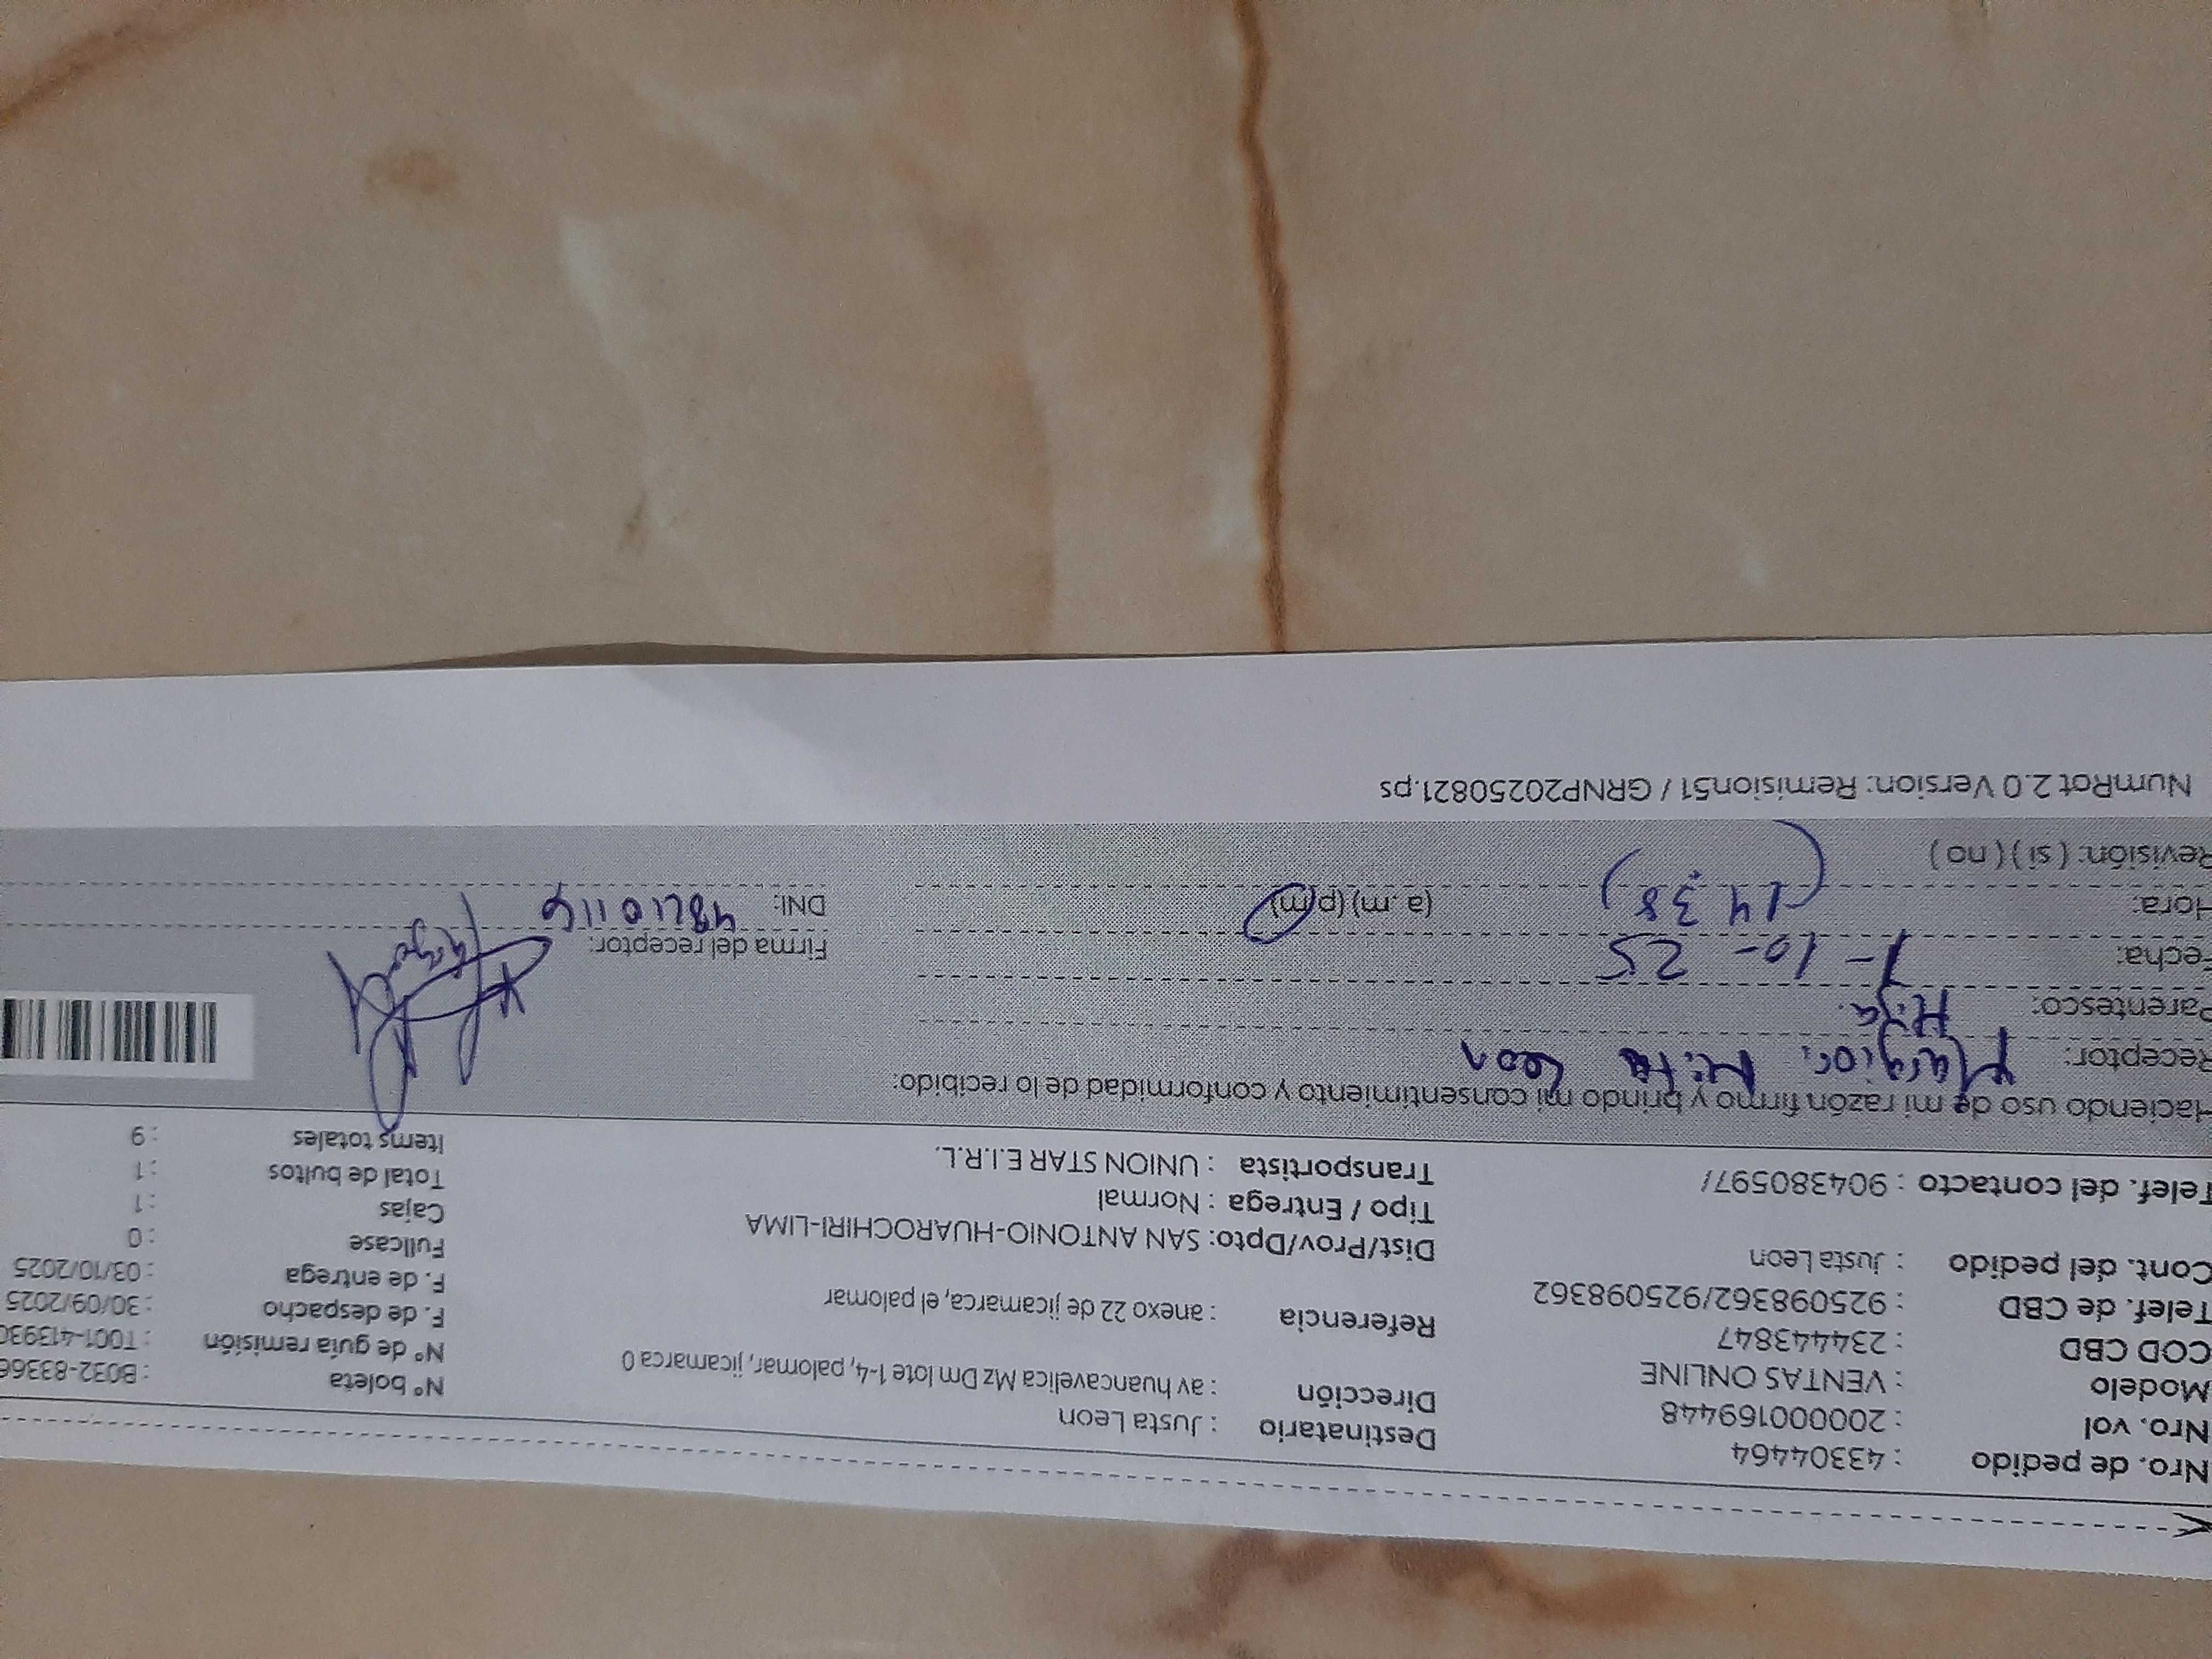 Nro. de pedido : 43304464
Nro. vol : 200000169448
Modelo : VENTAS ONLINE
COD CBD : 234443847
Telef. de CBD : 925098362/925098362
Cont. del pedido : Justa Leon
Telef. del contacto : 904380597/
Destinatario : Justa Leon
Dirección : av huancavelica Mz Dm lote 1-4, palomar, jicamarca 0
Referencia : anexo 22 de jicamarca, el palomar
Dist/Prov/Dpto: SAN ANTONIO-HUAROCHIRI-LIMA
Tipo / Entrega : Normal
Transportista : UNION STAR E.I.R.L.
N° boleta : B032-83366
N° de guía remisión : T001-413930
F. de despacho : 30/09/2025
F. de entrega : 03/10/2025
Fullcase : 0
Cajas : 1
Total de bultos : 1
Items totales : 9
Haciendo uso de mi razón firmo y brindo mi consentimiento y conformidad de lo recibido:
Receptor: Leon
Parentesco: Hija.
Fecha: 1-10-25
Hora: (14:38) (a. m) (p.m)
Revisión: ( si ) ( no )
Firma del receptor:
DNI:
NumRot 2.0 Version: Remision51 / GRNP20250821.ps